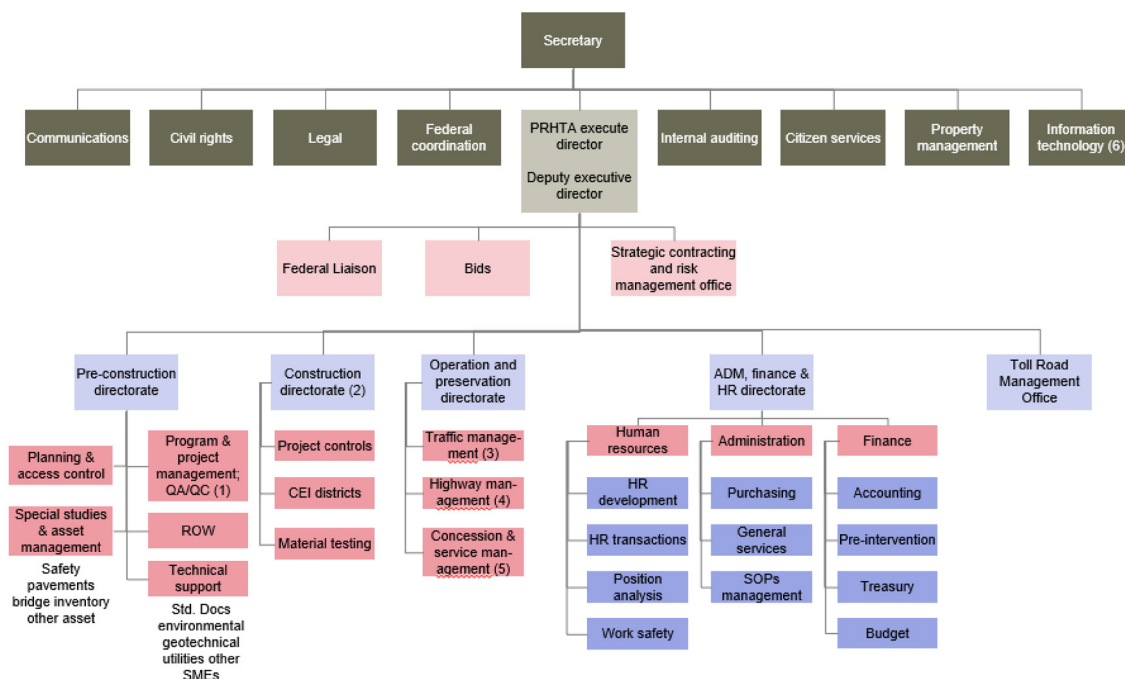 Secretary
Communications
Civil rights
Legal
Federal
coordination
PRHTA execute
director
Deputy executive
director
Internal auditing
Citizen services
Property
management
Information
technology (6)
Federal Liaison
Bids
Strategic contracting
and risk
management office
Pre-construction
directorate
Construction
directorate (2)
Operation and
preservation
directorate
ADM, finance &
HR directorate
Toll Road
Management
Office
Planning &
access control
Special studies
& asset
management
Safety
pavements
bridge inventory
other asset
Program &
project
management;
QA/QC (1)
ROW
Technical
support
Std. Docs
environmental
geotechnical
utilities other
SMEs
Project controls
CEI districts
Material testing
Traffic manage-
ment (3)
Highway man-
agement (4)
Concession &
service man-
agement (5)
Human
resources
HR
development
HR transactions
Position
analysis
Work safety
Administration
Purchasing
General
services
SOPs
management
Finance
Accounting
Pre-intervention
Treasury
Budget